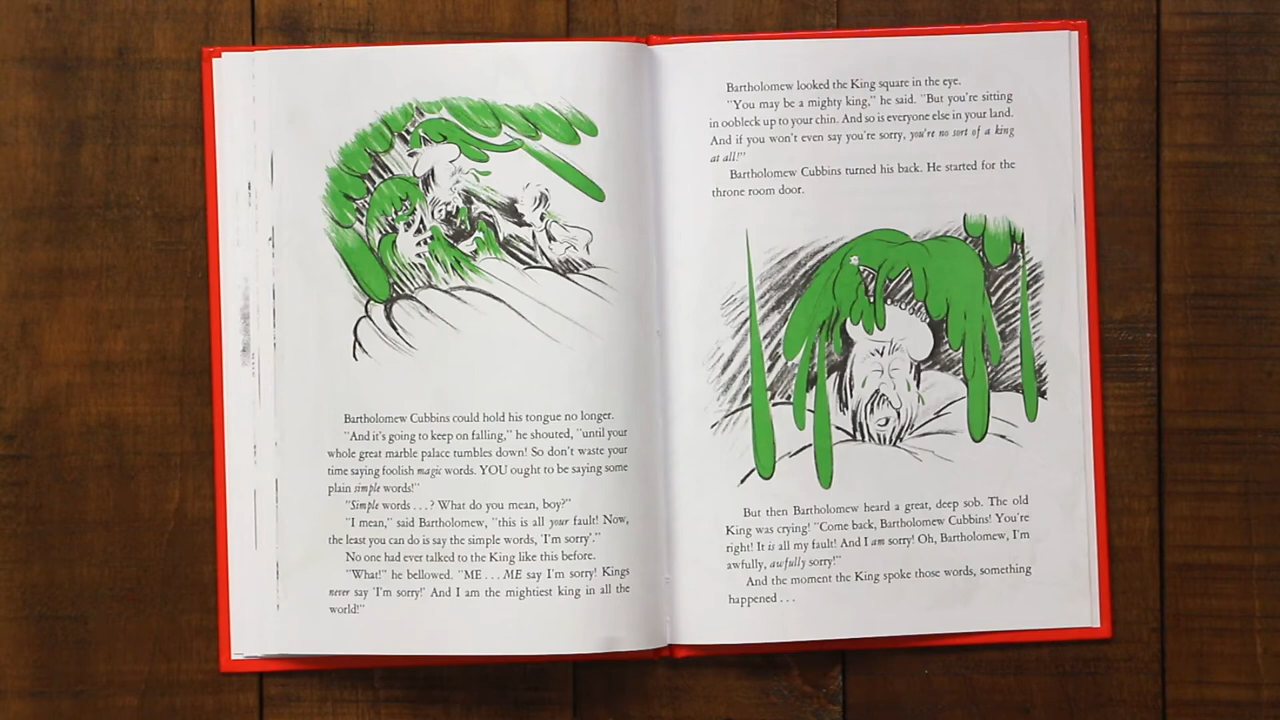 Bartholomew Cubbins could hold his tongue no longer.
"And it's going to keep on falling," he shouted, "until your
whole great marble palace tumbles down! So don't waste your
time saying foolish magic words. YOU ought to be saying some
plain simple words!"
"Simple words . . . ? What do you mean, boy?"
"I mean," said Bartholomew, "this is all your fault! Now,
the least you can do is say the simple words, 'I'm sorry'."
No one had ever talked to the King like this before.
"What!" he bellowed. "ME . . . ME say I'm sorry! Kings
never say 'I'm sorry!' And I am the mightiest king in all the
world!"
Bartholomew looked the King square in the eye.
"You may be a mighty king," he said. "But you're sitting
in oobleck up to your chin. And so is everyone else in your land.
And if you won't even say you're sorry, you're no sort of a king
at all!"
Bartholomew Cubbins turned his back. He started for the
throne room door.
But then Bartholomew heard a great, deep sob. The old
King was crying! "Come back, Bartholomew Cubbins! You're
right! It is all my fault! And I am sorry! Oh, Bartholomew, I'm
awfully, awfully sorry!"
And the moment the King spoke those words, something
happened . . .